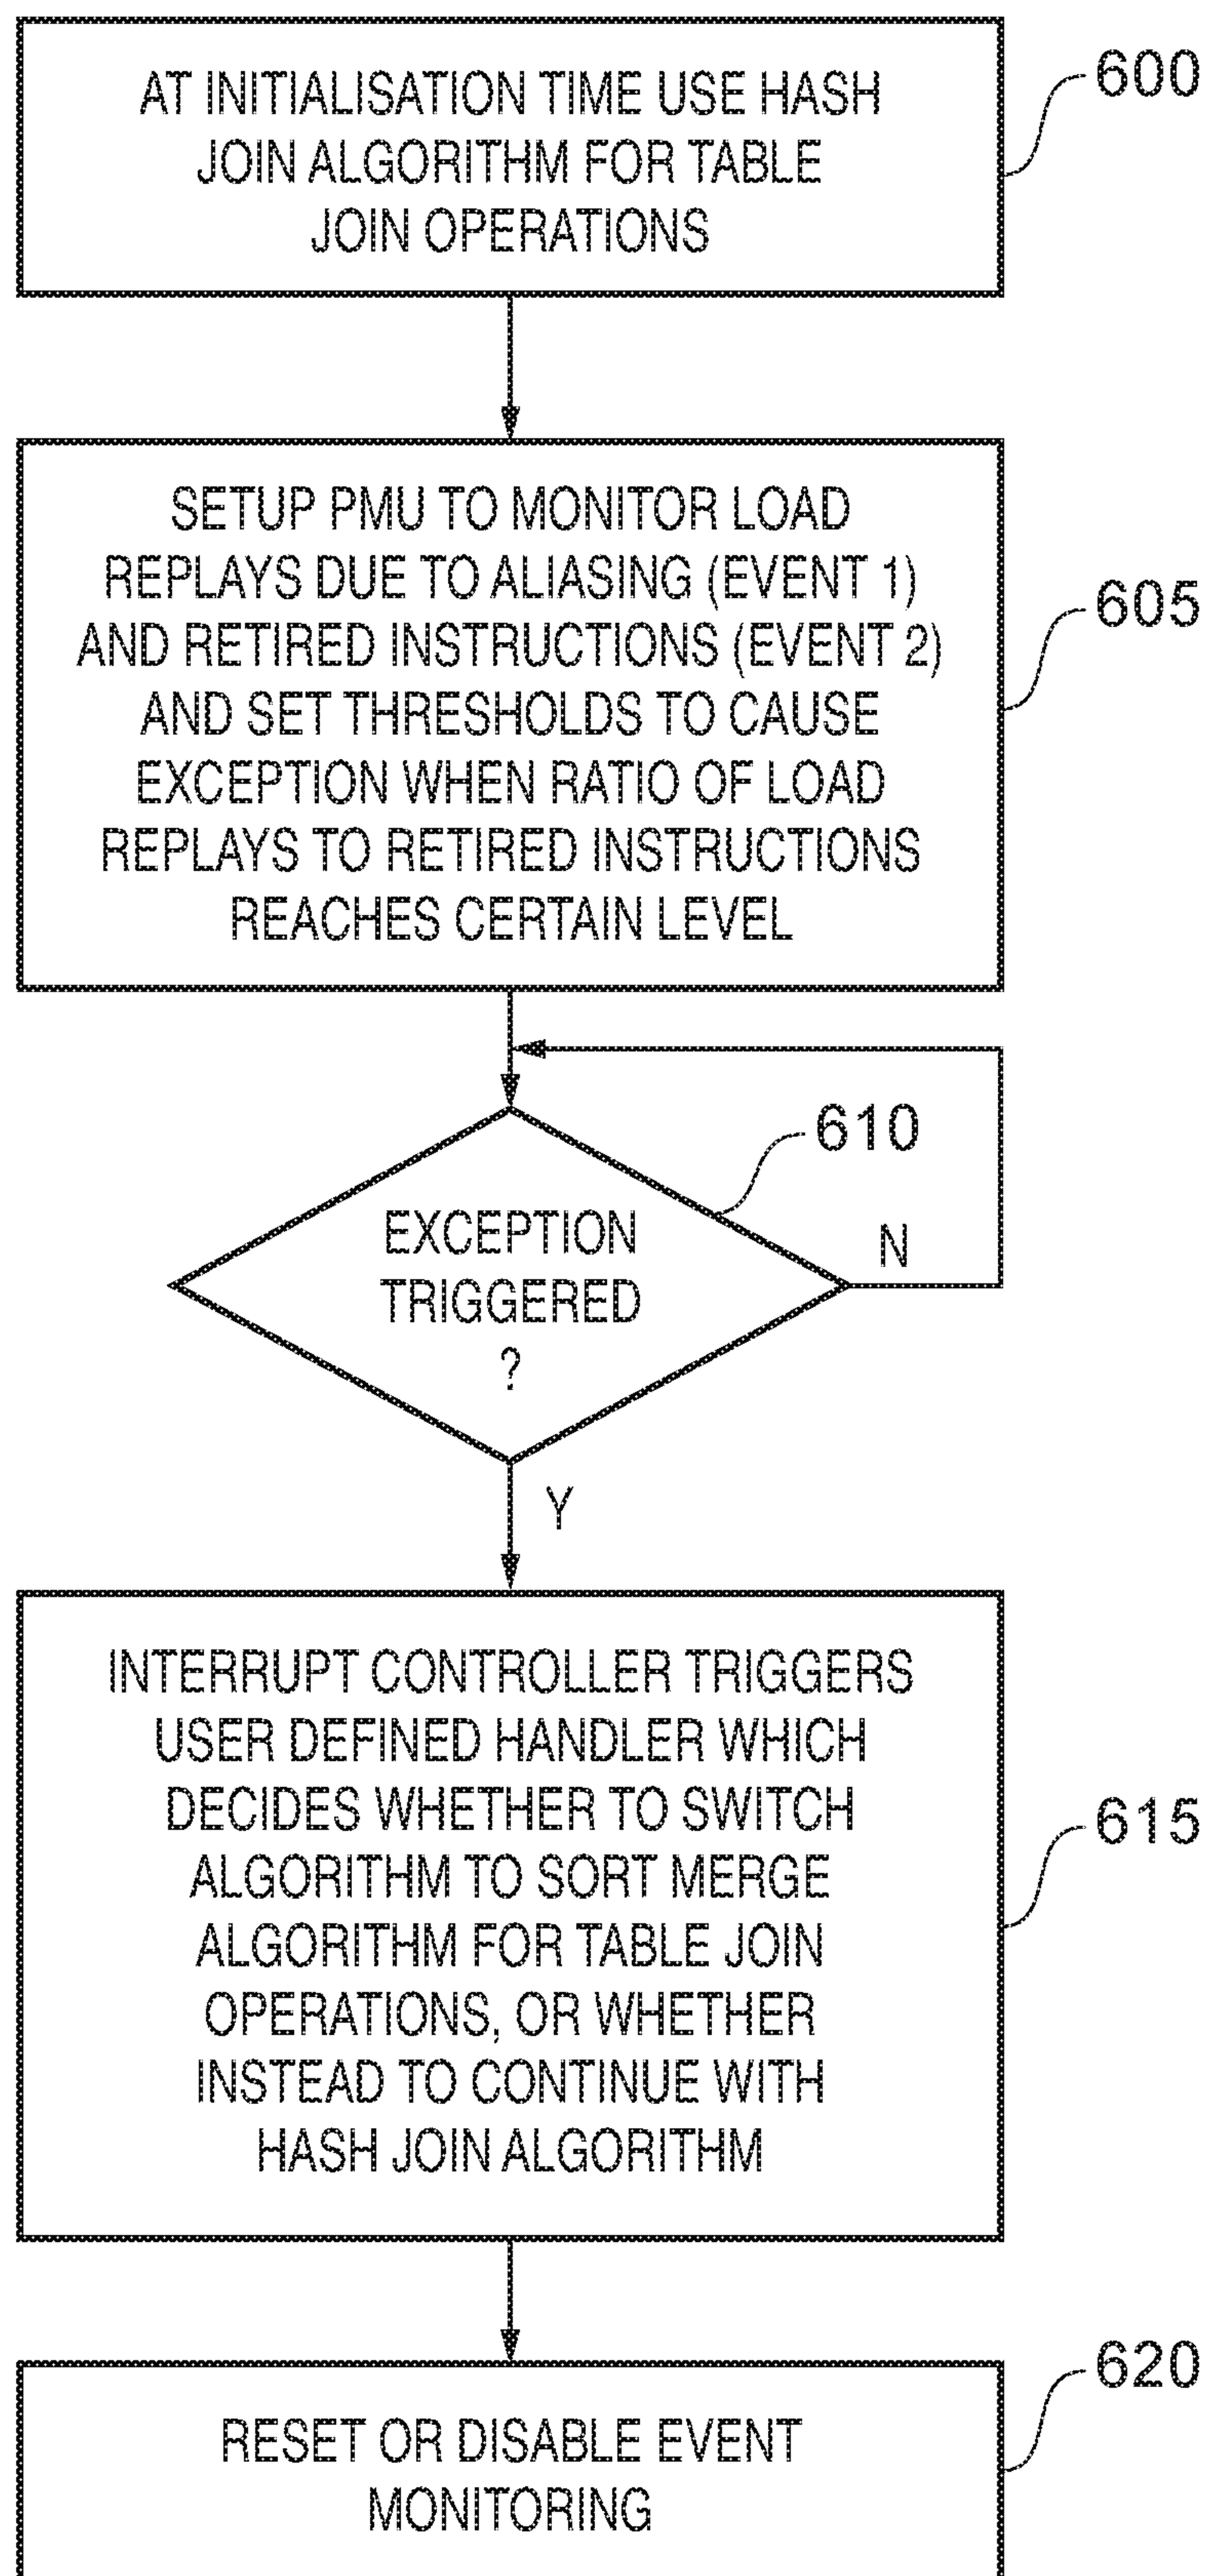 AT INITIALISATION TIME USE HASH
JOIN ALGORITHM FOR TABLE
JOIN OPERATIONS
600
SETUP PMU TO MONITOR LOAD
REPLAYS DUE TO ALIASING (EVENT 1)
AND RETIRED INSTRUCTIONS (EVENT 2)
AND SET THRESHOLDS TO CAUSE
EXCEPTION WHEN RATIO OF LOAD
REPLAYS TO RETIRED INSTRUCTIONS
REACHES CERTAIN LEVEL
605
610
EXCEPTION
TRIGGERED
?
N
Y
INTERRUPT CONTROLLER TRIGGERS
USER DEFINED HANDLER WHICH
DECIDES WHETHER TO SWITCH
ALGORITHM TO SORT MERGE
ALGORITHM FOR TABLE JOIN
OPERATIONS, OR WHETHER
INSTEAD TO CONTINUE WITH
HASH JOIN ALGORITHM
615
RESET OR DISABLE EVENT
MONITORING
620